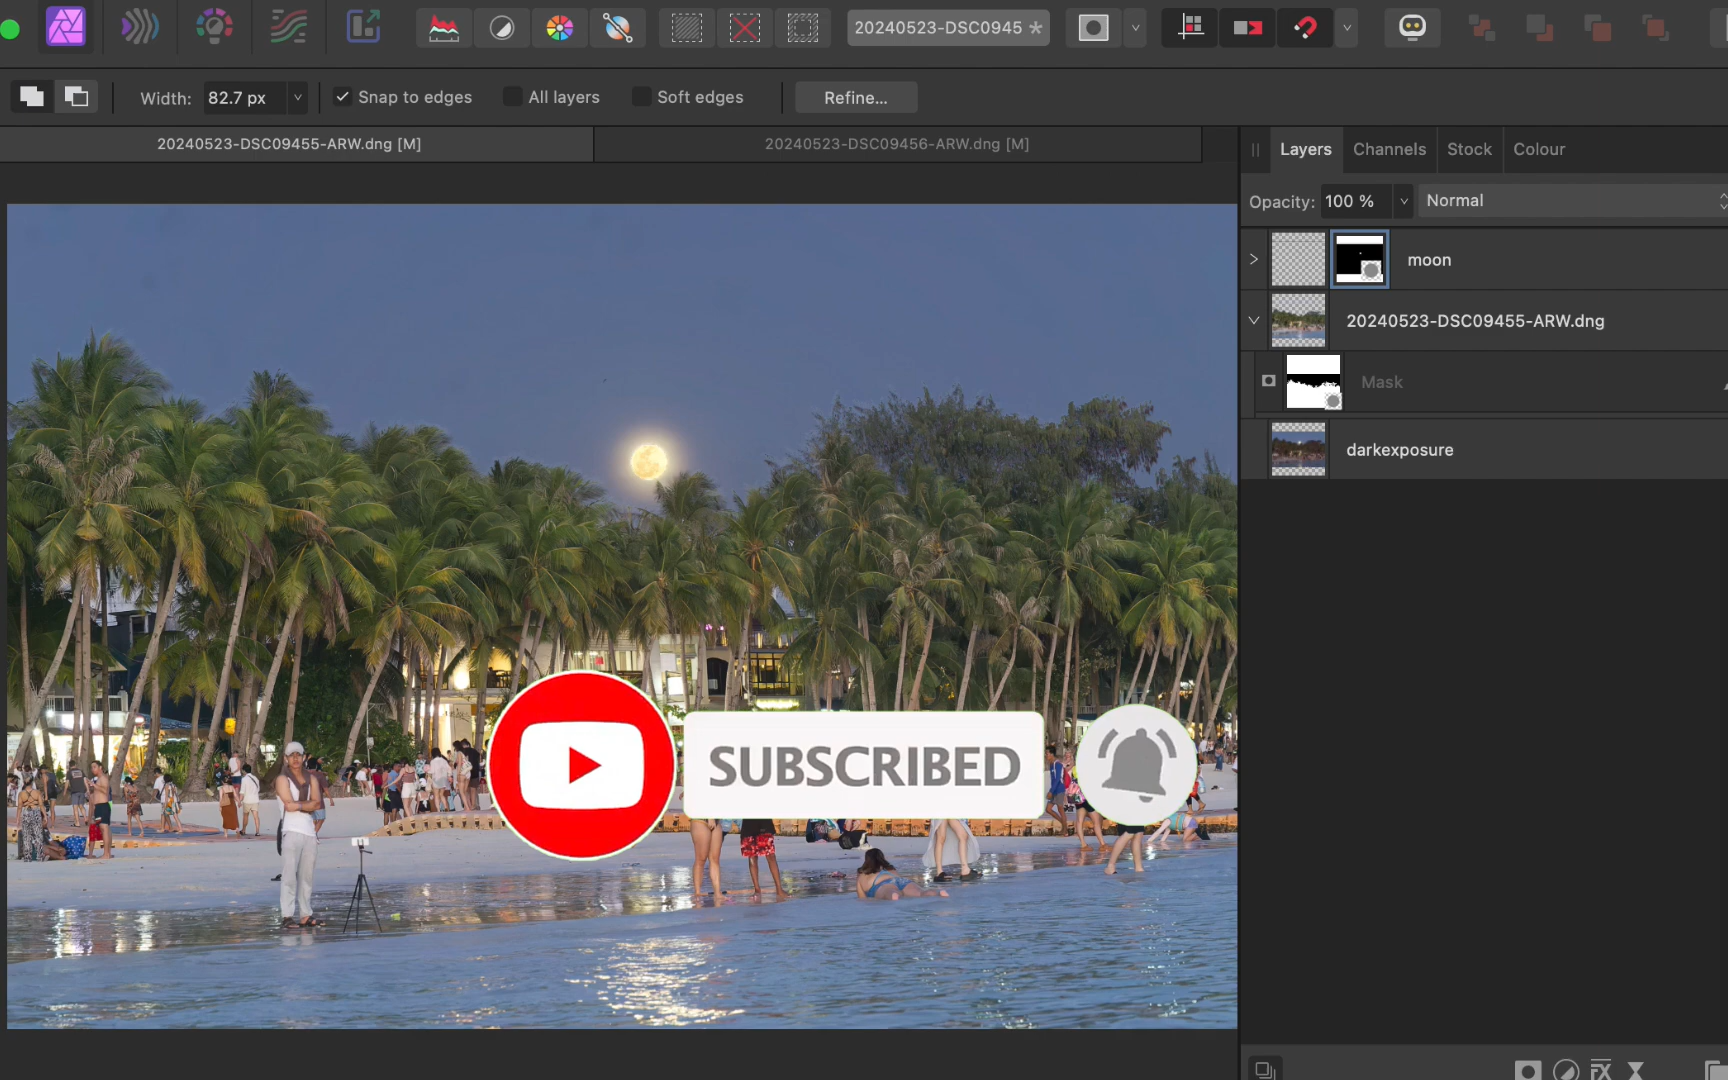 20240523-DSC0945 *
Width: 82.7 px
Snap to edges
All layers
Soft edges
Refine...
20240523-DSC09455-ARW.dng [M]
20240523-DSC09456-ARW.dng [M]
Layers
Channels
Stock
Colour
Opacity: 100 %
Normal
moon
20240523-DSC09455-ARW.dng
Mask
darkexposure
SUBSCRIBED